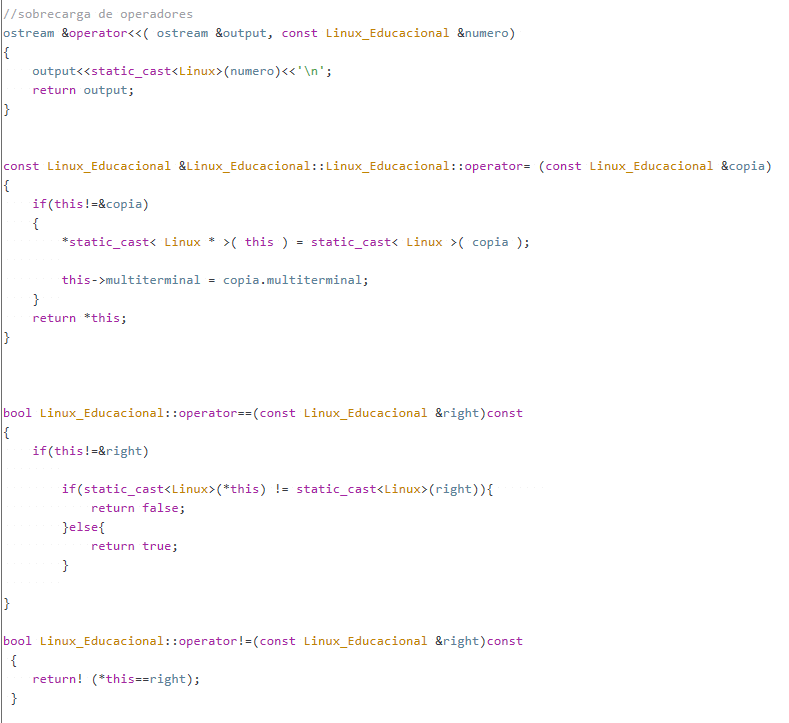 //sobrecarga de operadores
ostream &operator<<( ostream &output, const Linux_Educacional &numero)
{
    output<<static_cast<Linux>(numero)<<'\n';
    return output;
}
const Linux_Educacional &Linux_Educacional::Linux_Educacional::operator= (const Linux_Educacional &copia)
{
    if(this!=&copia)
    {
        *static_cast< Linux * >( this ) = static_cast< Linux >( copia );
        this->multiterminal = copia.multiterminal;
    }
    return *this;
}
bool Linux_Educacional::operator==(const Linux_Educacional &right)const
{
    if(this!=&right)
        if(static_cast<Linux>(*this) != static_cast<Linux>(right)){
            return false;
        }else{
            return true;
        }
}
bool Linux_Educacional::operator!=(const Linux_Educacional &right)const
 {
    return! (*this==right);
 }